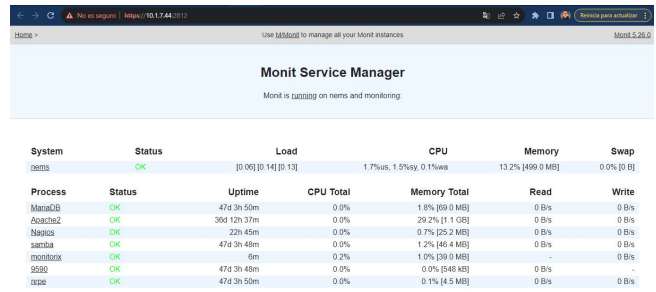 No es seguro | https://10.1.7.44:2812
Reinicia para actualizar
Home >
Use M/Monit to manage all your Monit instances
Monit 5.26.0
Monit Service Manager
Monit is running on nems and monitoring:
System Status Load CPU Memory Swap
nems OK [0.06] [0.14] [0.13] 1.7%us, 1.5%sy, 0.1%wa 13.2% [499.0 MB] 0.0% [0 B]
Process Status Uptime CPU Total Memory Total Read Write
MariaDB OK 47d 3h 50m 0.0% 1.8% [69.0 MB] 0 B/s 0 B/s
Apache2 OK 36d 12h 37m 0.0% 29.2% [1.1 GB] 0 B/s 0 B/s
Nagios OK 22h 45m 0.0% 0.7% [25.2 MB] 0 B/s 0 B/s
samba OK 47d 3h 48m 0.0% 1.2% [46.4 MB] 0 B/s 0 B/s
monitorix OK 6m 0.2% 1.0% [39.0 MB] - 0 B/s
9590 OK 47d 3h 48m 0.0% 0.0% [548 kB] 0 B/s -
nrpe OK 47d 3h 50m 0.0% 0.1% [4.5 MB] 0 B/s 0 B/s